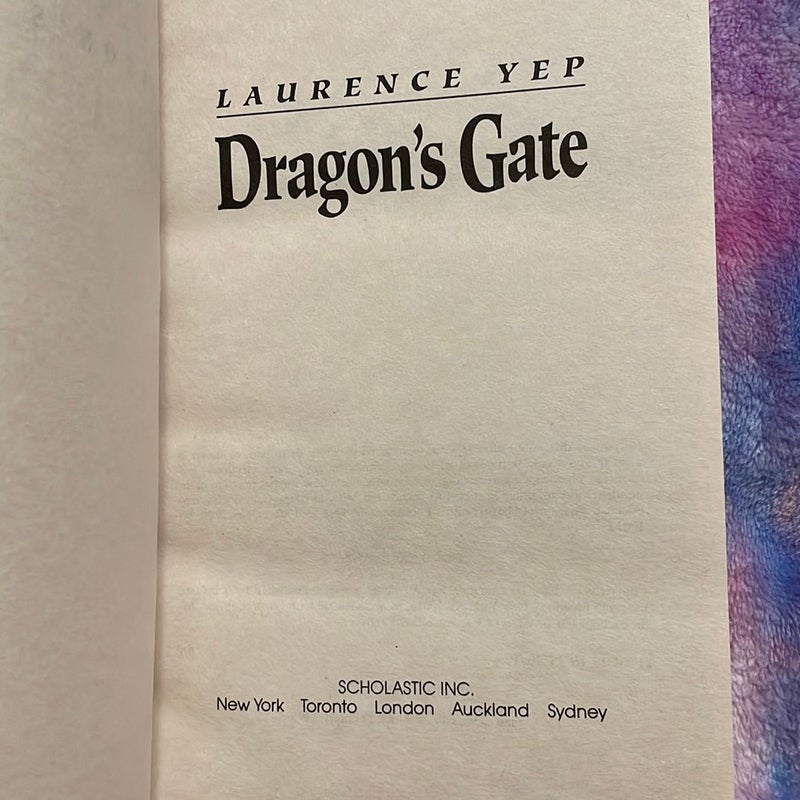 LAURENCE YEP
Dragon's Gate
SCHOLASTIC INC.
New York Toronto London Auckland Sydney